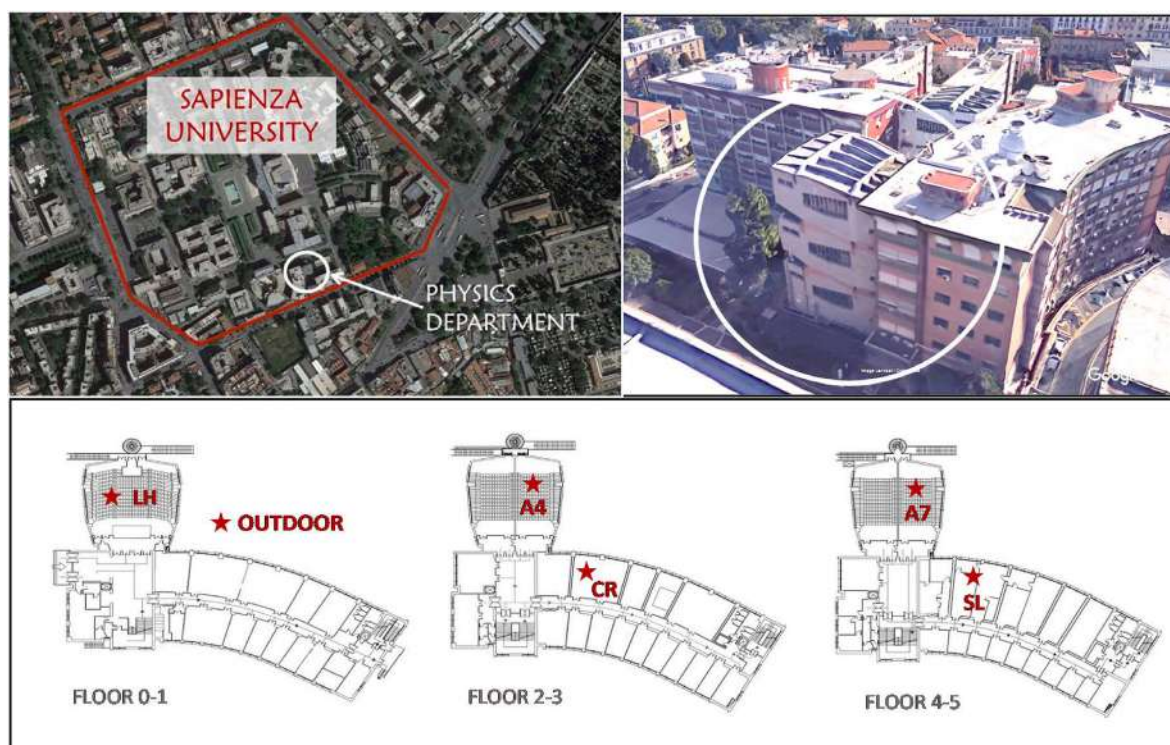 SAPIENZA
UNIVERSITY
PHYSICS
DEPARTMENT
Google
LH
OUTDOOR
FLOOR 0-1
A4
CR
FLOOR 2-3
A7
SL
FLOOR 4-5